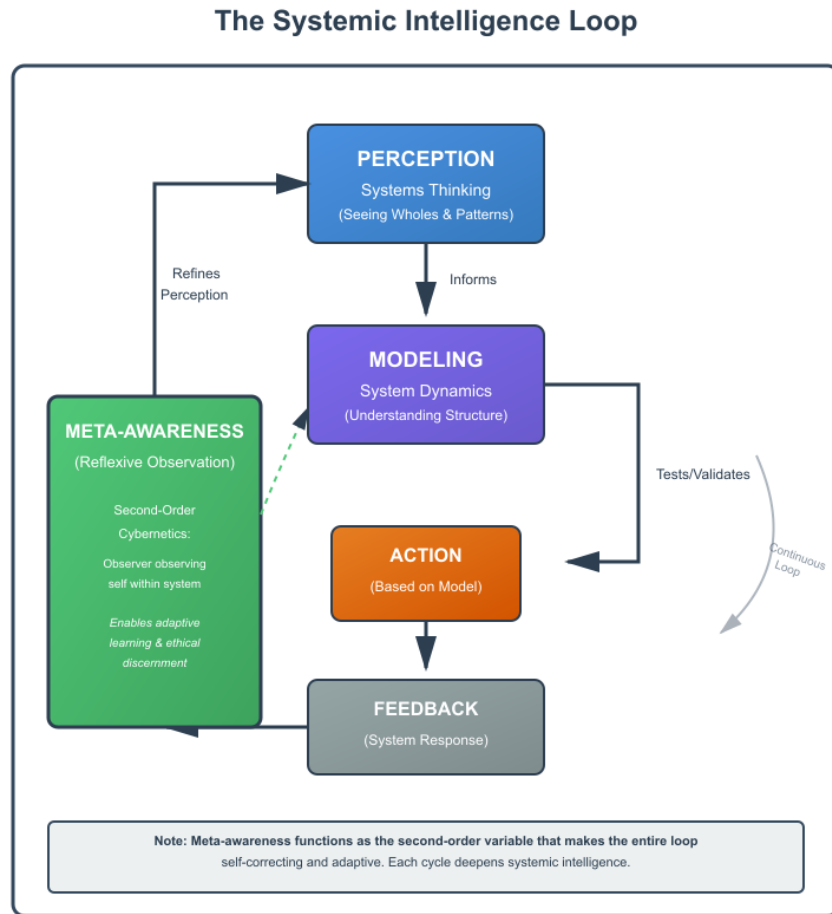 The Systemic Intelligence Loop
PERCEPTION
Systems Thinking
(Seeing Wholes & Patterns)
Refines
Perception
Informs
MODELING
System Dynamics
(Understanding Structure)
META-AWARENESS
(Reflexive Observation)
Second-Order
Cybernetics:
Observer observing
self within system
Enables adaptive
learning & ethical
discernment
Tests/Validates
Continuous
Loop
ACTION
(Based on Model)
FEEDBACK
(System Response)
Note: Meta-awareness functions as the second-order variable that makes the entire loop
self-correcting and adaptive. Each cycle deepens systemic intelligence.